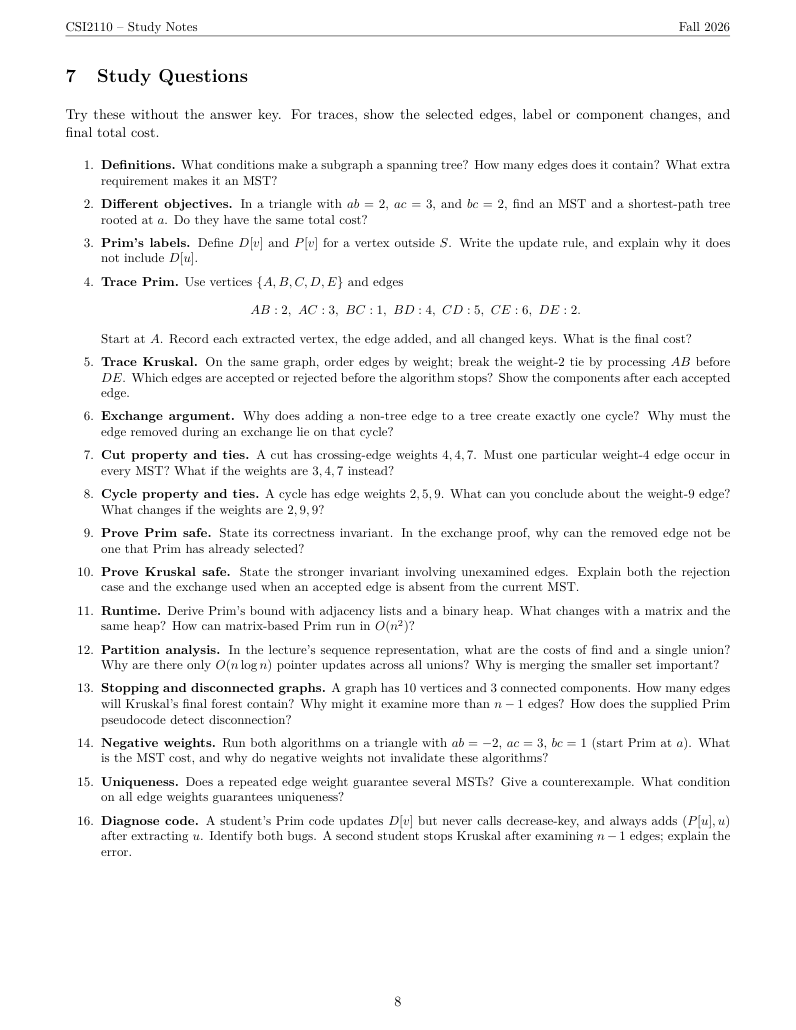 CSI2110 – Study Notes Fall 2026
7 Study Questions
Try these without the answer key. For traces, show the selected edges, label or component changes, and
final total cost.
1. Definitions. What conditions make a subgraph a spanning tree? How many edges does it contain? What extra
requirement makes it an MST?
2. Different objectives. In a triangle with ab = 2, ac = 3, and bc = 2, find an MST and a shortest-path tree
rooted at a. Do they have the same total cost?
3. Prim's labels. Define D[v] and P[v] for a vertex outside S. Write the update rule, and explain why it does
not include D[u].
4. Trace Prim. Use vertices {A, B, C, D, E} and edges
AB : 2, AC : 3, BC : 1, BD : 4, CD : 5, CE : 6, DE : 2.
Start at A. Record each extracted vertex, the edge added, and all changed keys. What is the final cost?
5. Trace Kruskal. On the same graph, order edges by weight; break the weight-2 tie by processing AB before
DE. Which edges are accepted or rejected before the algorithm stops? Show the components after each accepted
edge.
6. Exchange argument. Why does adding a non-tree edge to a tree create exactly one cycle? Why must the
edge removed during an exchange lie on that cycle?
7. Cut property and ties. A cut has crossing-edge weights 4, 4, 7. Must one particular weight-4 edge occur in
every MST? What if the weights are 3, 4, 7 instead?
8. Cycle property and ties. A cycle has edge weights 2, 5, 9. What can you conclude about the weight-9 edge?
What changes if the weights are 2, 9, 9?
9. Prove Prim safe. State its correctness invariant. In the exchange proof, why can the removed edge not be
one that Prim has already selected?
10. Prove Kruskal safe. State the stronger invariant involving unexamined edges. Explain both the rejection
case and the exchange used when an accepted edge is absent from the current MST.
11. Runtime. Derive Prim's bound with adjacency lists and a binary heap. What changes with a matrix and the
same heap? How can matrix-based Prim run in O(n²)?
12. Partition analysis. In the lecture's sequence representation, what are the costs of find and a single union?
Why are there only O(n log n) pointer updates across all unions? Why is merging the smaller set important?
13. Stopping and disconnected graphs. A graph has 10 vertices and 3 connected components. How many edges
will Kruskal's final forest contain? Why might it examine more than n − 1 edges? How does the supplied Prim
pseudocode detect disconnection?
14. Negative weights. Run both algorithms on a triangle with ab = −2, ac = 3, bc = 1 (start Prim at a). What
is the MST cost, and why do negative weights not invalidate these algorithms?
15. Uniqueness. Does a repeated edge weight guarantee several MSTs? Give a counterexample. What condition
on all edge weights guarantees uniqueness?
16. Diagnose code. A student's Prim code updates D[v] but never calls decrease-key, and always adds (P[u], u)
after extracting u. Identify both bugs. A second student stops Kruskal after examining n − 1 edges; explain the
error.
8